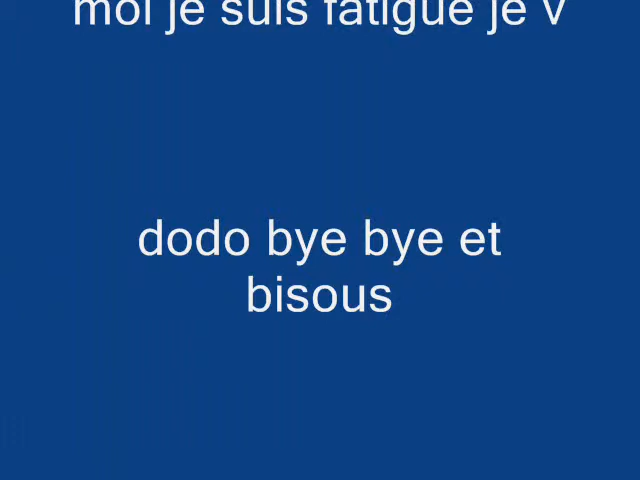 moi je suis fatigue je v
dodo bye bye et
bisous